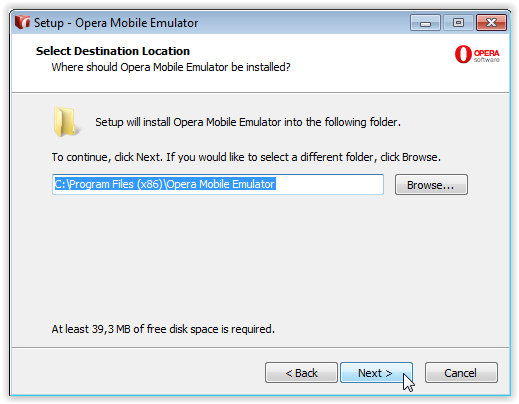 Setup - Opera Mobile Emulator
Select Destination Location
Where should Opera Mobile Emulator be installed?
OPERA
software
Setup will install Opera Mobile Emulator into the following folder.
To continue, click Next. If you would like to select a different folder, click Browse.
C:\Program Files (x86)\Opera Mobile Emulator
Browse...
At least 39,3 MB of free disk space is required.
< Back
Next >
Cancel